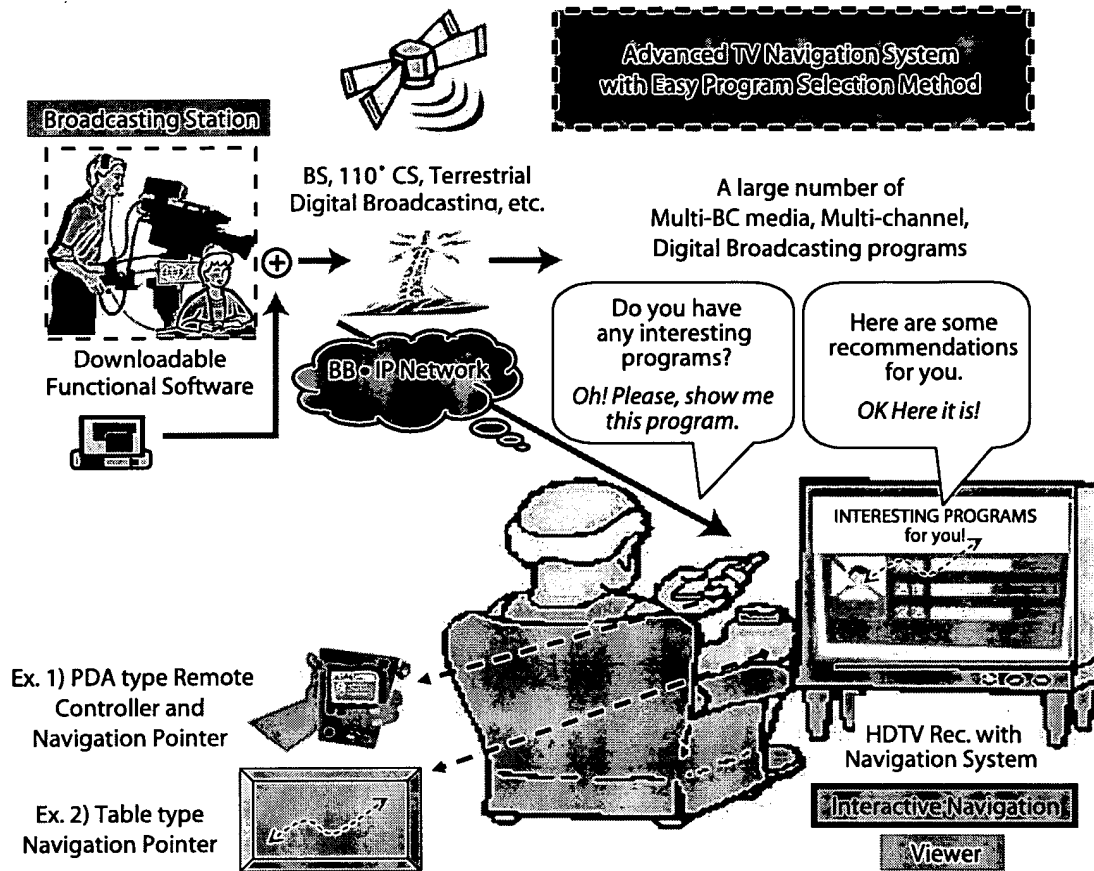 Advanced TV Navigation System
with Easy Program Selection Method
Broadcasting Station
BS, 110° CS, Terrestrial
Digital Broadcasting, etc.
A large number of
Multi-BC media, Multi-channel,
Digital Broadcasting programs
Downloadable
Functional Software
BB • IP Network
Do you have
any interesting
programs?
Oh! Please, show me
this program.
Here are some
recommendations
for you.
OK Here it is!
INTERESTING PROGRAMS
for you!
Ex. 1) PDA type Remote
Controller and
Navigation Pointer
Ex. 2) Table type
Navigation Pointer
HDTV Rec. with
Navigation System
Interactive Navigation
Viewer